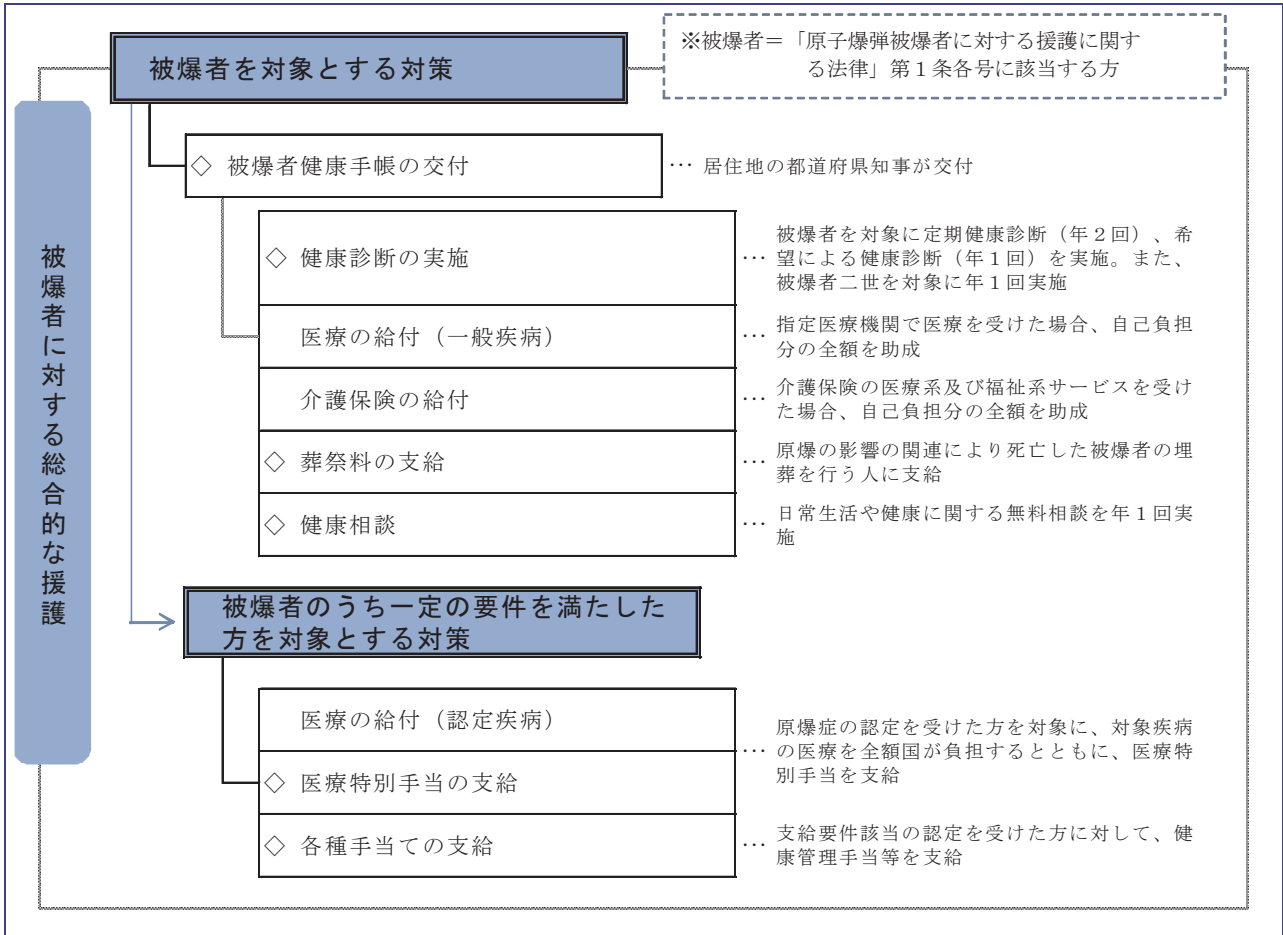 被爆者に対する総合的な援護
被爆者を対象とする対策
※被爆者＝「原子爆弾被爆者に対する援護に関す
る法律」第１条各号に該当する方
◇ 被爆者健康手帳の交付
… 居住地の都道府県知事が交付
◇ 健康診断の実施
被爆者を対象に定期健康診断（年２回）、希
… 望による健康診断（年１回）を実施。また、
被爆者二世を対象に年１回実施
医療の給付（一般疾病）
… 指定医療機関で医療を受けた場合、自己負担
分の全額を助成
介護保険の給付
… 介護保険の医療系及び福祉系サービスを受け
た場合、自己負担分の全額を助成
◇ 葬祭料の支給
… 原爆の影響の関連により死亡した被爆者の埋
葬を行う人に支給
◇ 健康相談
… 日常生活や健康に関する無料相談を年１回実
施
被爆者のうち一定の要件を満たした
方を対象とする対策
医療の給付（認定疾病）
◇ 医療特別手当の支給
原爆症の認定を受けた方を対象に、対象疾病
… の医療を全額国が負担するとともに、医療特
別手当を支給
◇ 各種手当ての支給
… 支給要件該当の認定を受けた方に対して、健
康管理手当等を支給